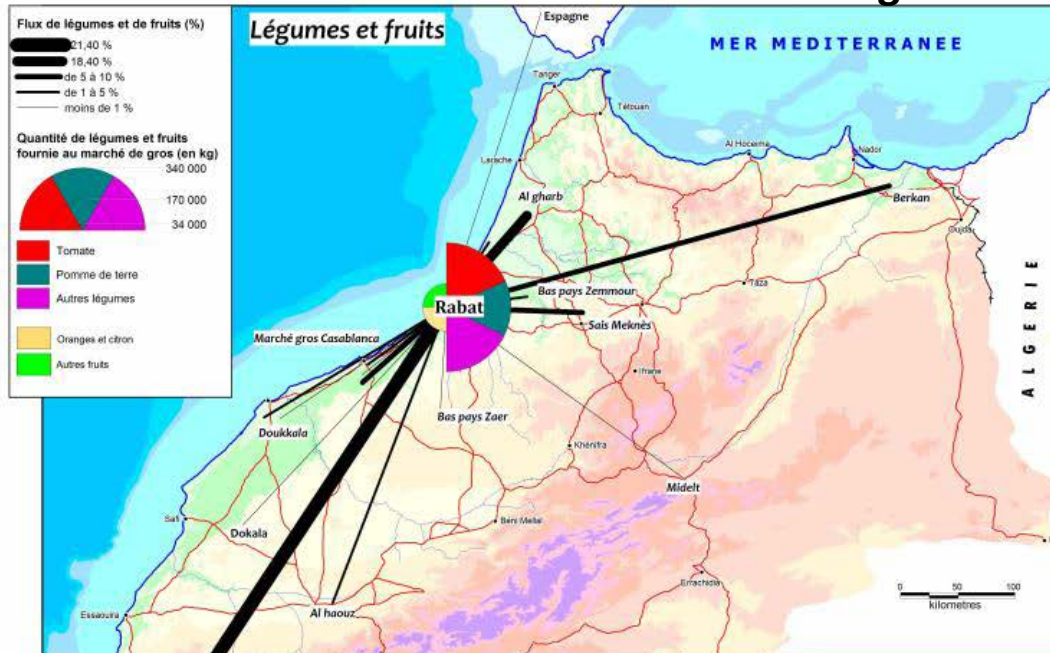 Flux de légumes et de fruits (%)
21,40 %
18,40 %
de 5 à 10 %
de 1 à 5 %
moins de 1 %
Quantité de légumes et fruits
fournie au marché de gros (en kg)
340 000
170 000
34 000
Tomate
Pomme de terre
Autres légumes
Oranges et citron
Autres fruits
Légumes et fruits
Espagne
MER MEDITERRANEE
Tanger
Tétouan
Larache
Al Hoceima
Nador
Al gharb
Berkan
Oujda
Taza
Bas pays Zemmour
Rabat
Sais Meknès
Marché gros Casablanca
Ifrane
ALGERIE
Bas pays Zaer
Doukkala
Khénifra
Midelt
Safi
Dokala
Béni Mellal
Errachidia
Essaouira
Al haouz
0 50 100
kilometres